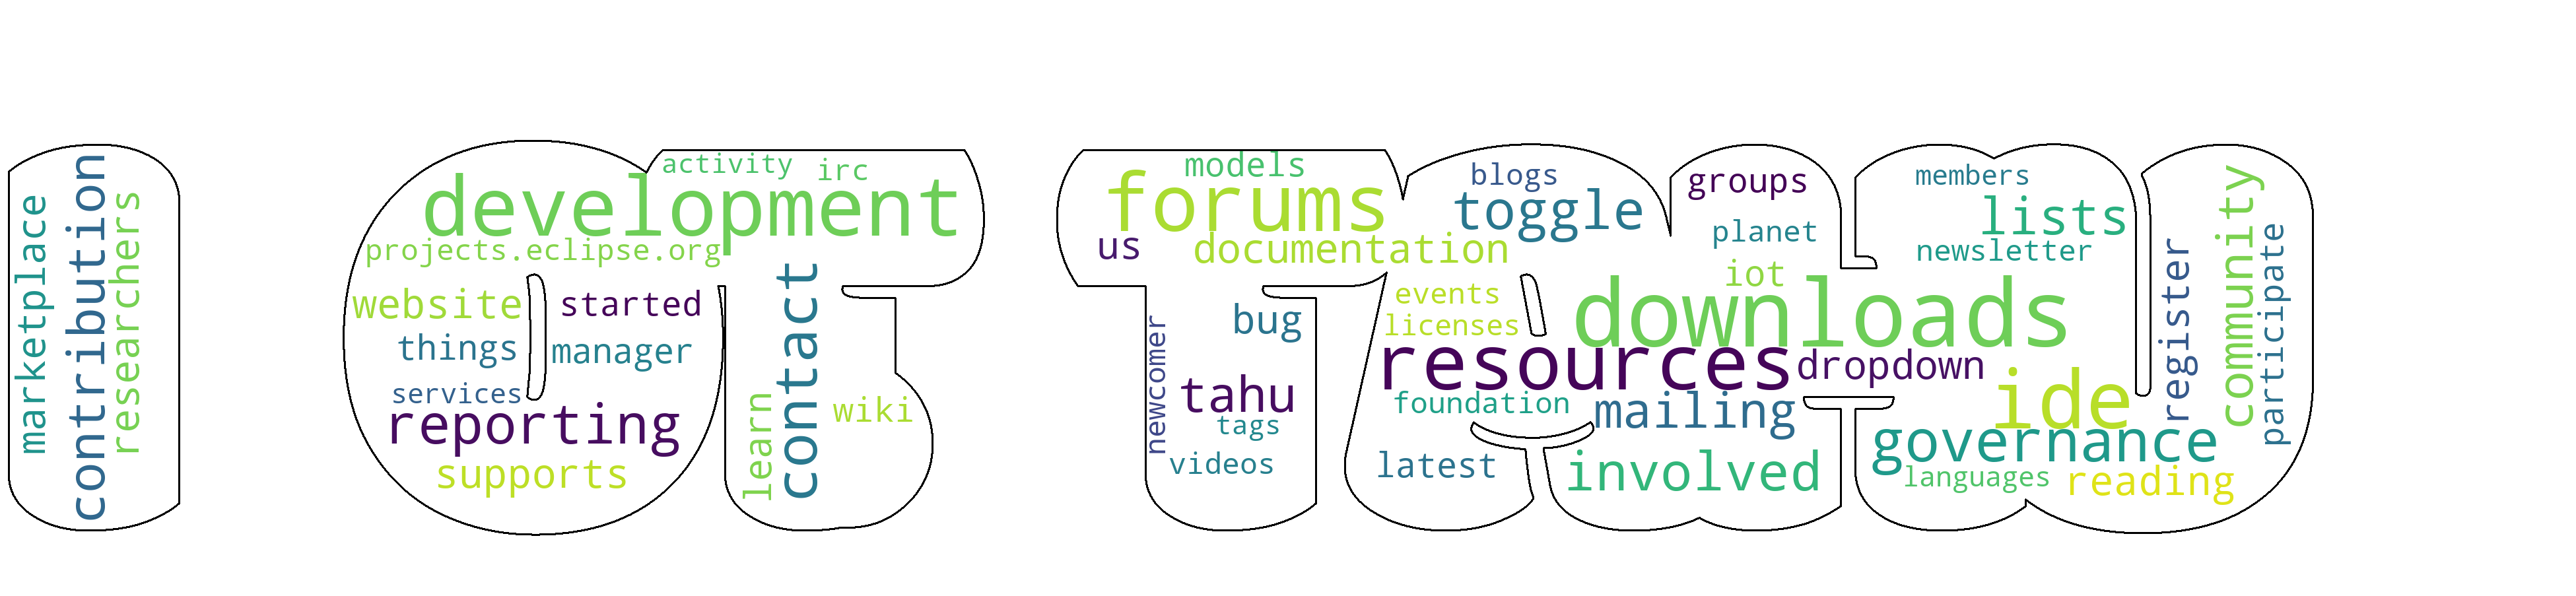 marketplace
contribution
researchers
activity
irc
development
projects.eclipse.org
website
started
things
manager
services
reporting
supports
learn
contact
wiki
models
forums
us
documentation
newcomer
bug
tahu
tags
videos
blogs
toggle
groups
planet
iot
events
licenses
downloads
resources
dropdown
foundation
mailing
latest
involved
members
lists
newsletter
ide
governance
languages
reading
register
community
participate